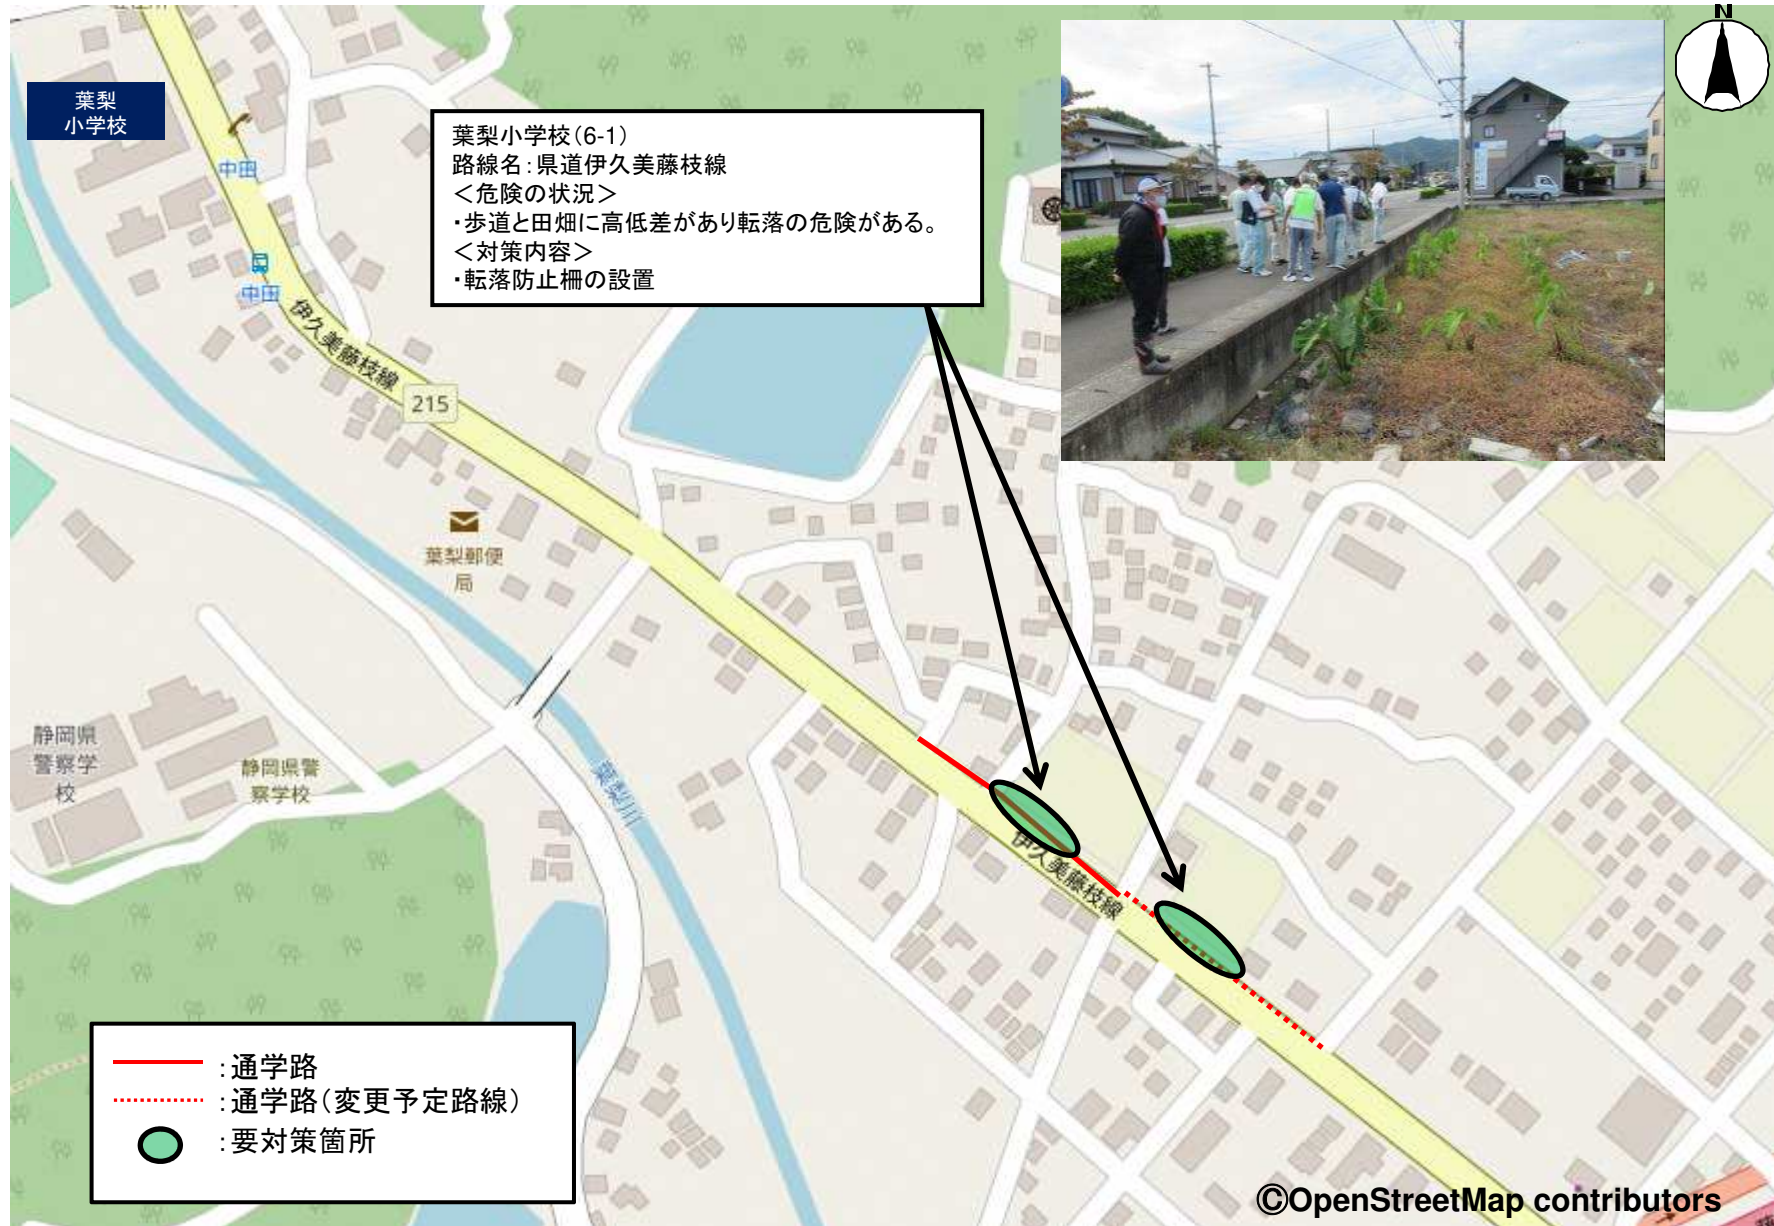 葉梨
小学校
N
葉梨小学校(6-1)
路線名:県道伊久美藤枝線
＜危険の状況＞
・歩道と田畑に高低差があり転落の危険がある。
＜対策内容＞
・転落防止柵の設置
中田
中田
伊久美藤枝線
215
葉梨郵便
局
静岡県
警察学
校
静岡県警
察学校
葉梨川
伊久美藤枝線
:通学路
:通学路(変更予定路線)
:要対策箇所
©OpenStreetMap contributors